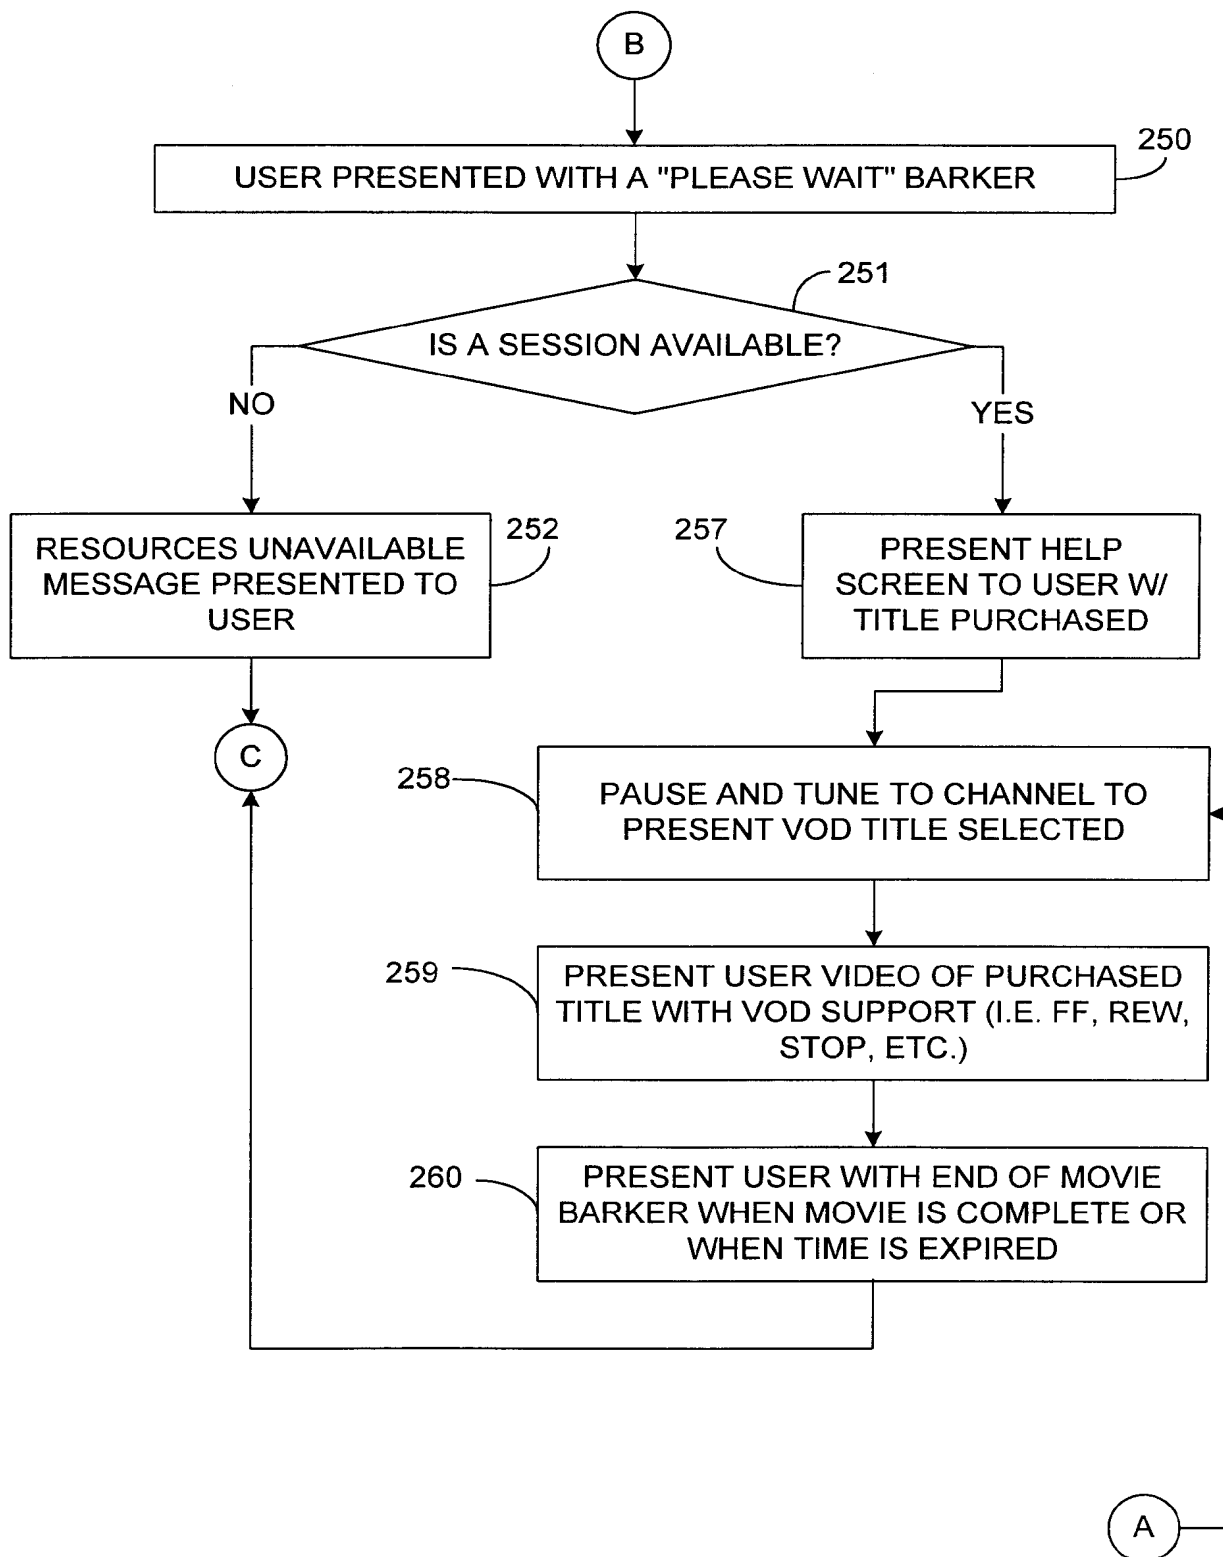 B
250
USER PRESENTED WITH A "PLEASE WAIT" BARKER
251
IS A SESSION AVAILABLE?
NO
YES
252
RESOURCES UNAVAILABLE
MESSAGE PRESENTED TO
USER
257
PRESENT HELP
SCREEN TO USER W/
TITLE PURCHASED
C
258
PAUSE AND TUNE TO CHANNEL TO
PRESENT VOD TITLE SELECTED
259
PRESENT USER VIDEO OF PURCHASED
TITLE WITH VOD SUPPORT (I.E. FF, REW,
STOP, ETC.)
260
PRESENT USER WITH END OF MOVIE
BARKER WHEN MOVIE IS COMPLETE OR
WHEN TIME IS EXPIRED
A